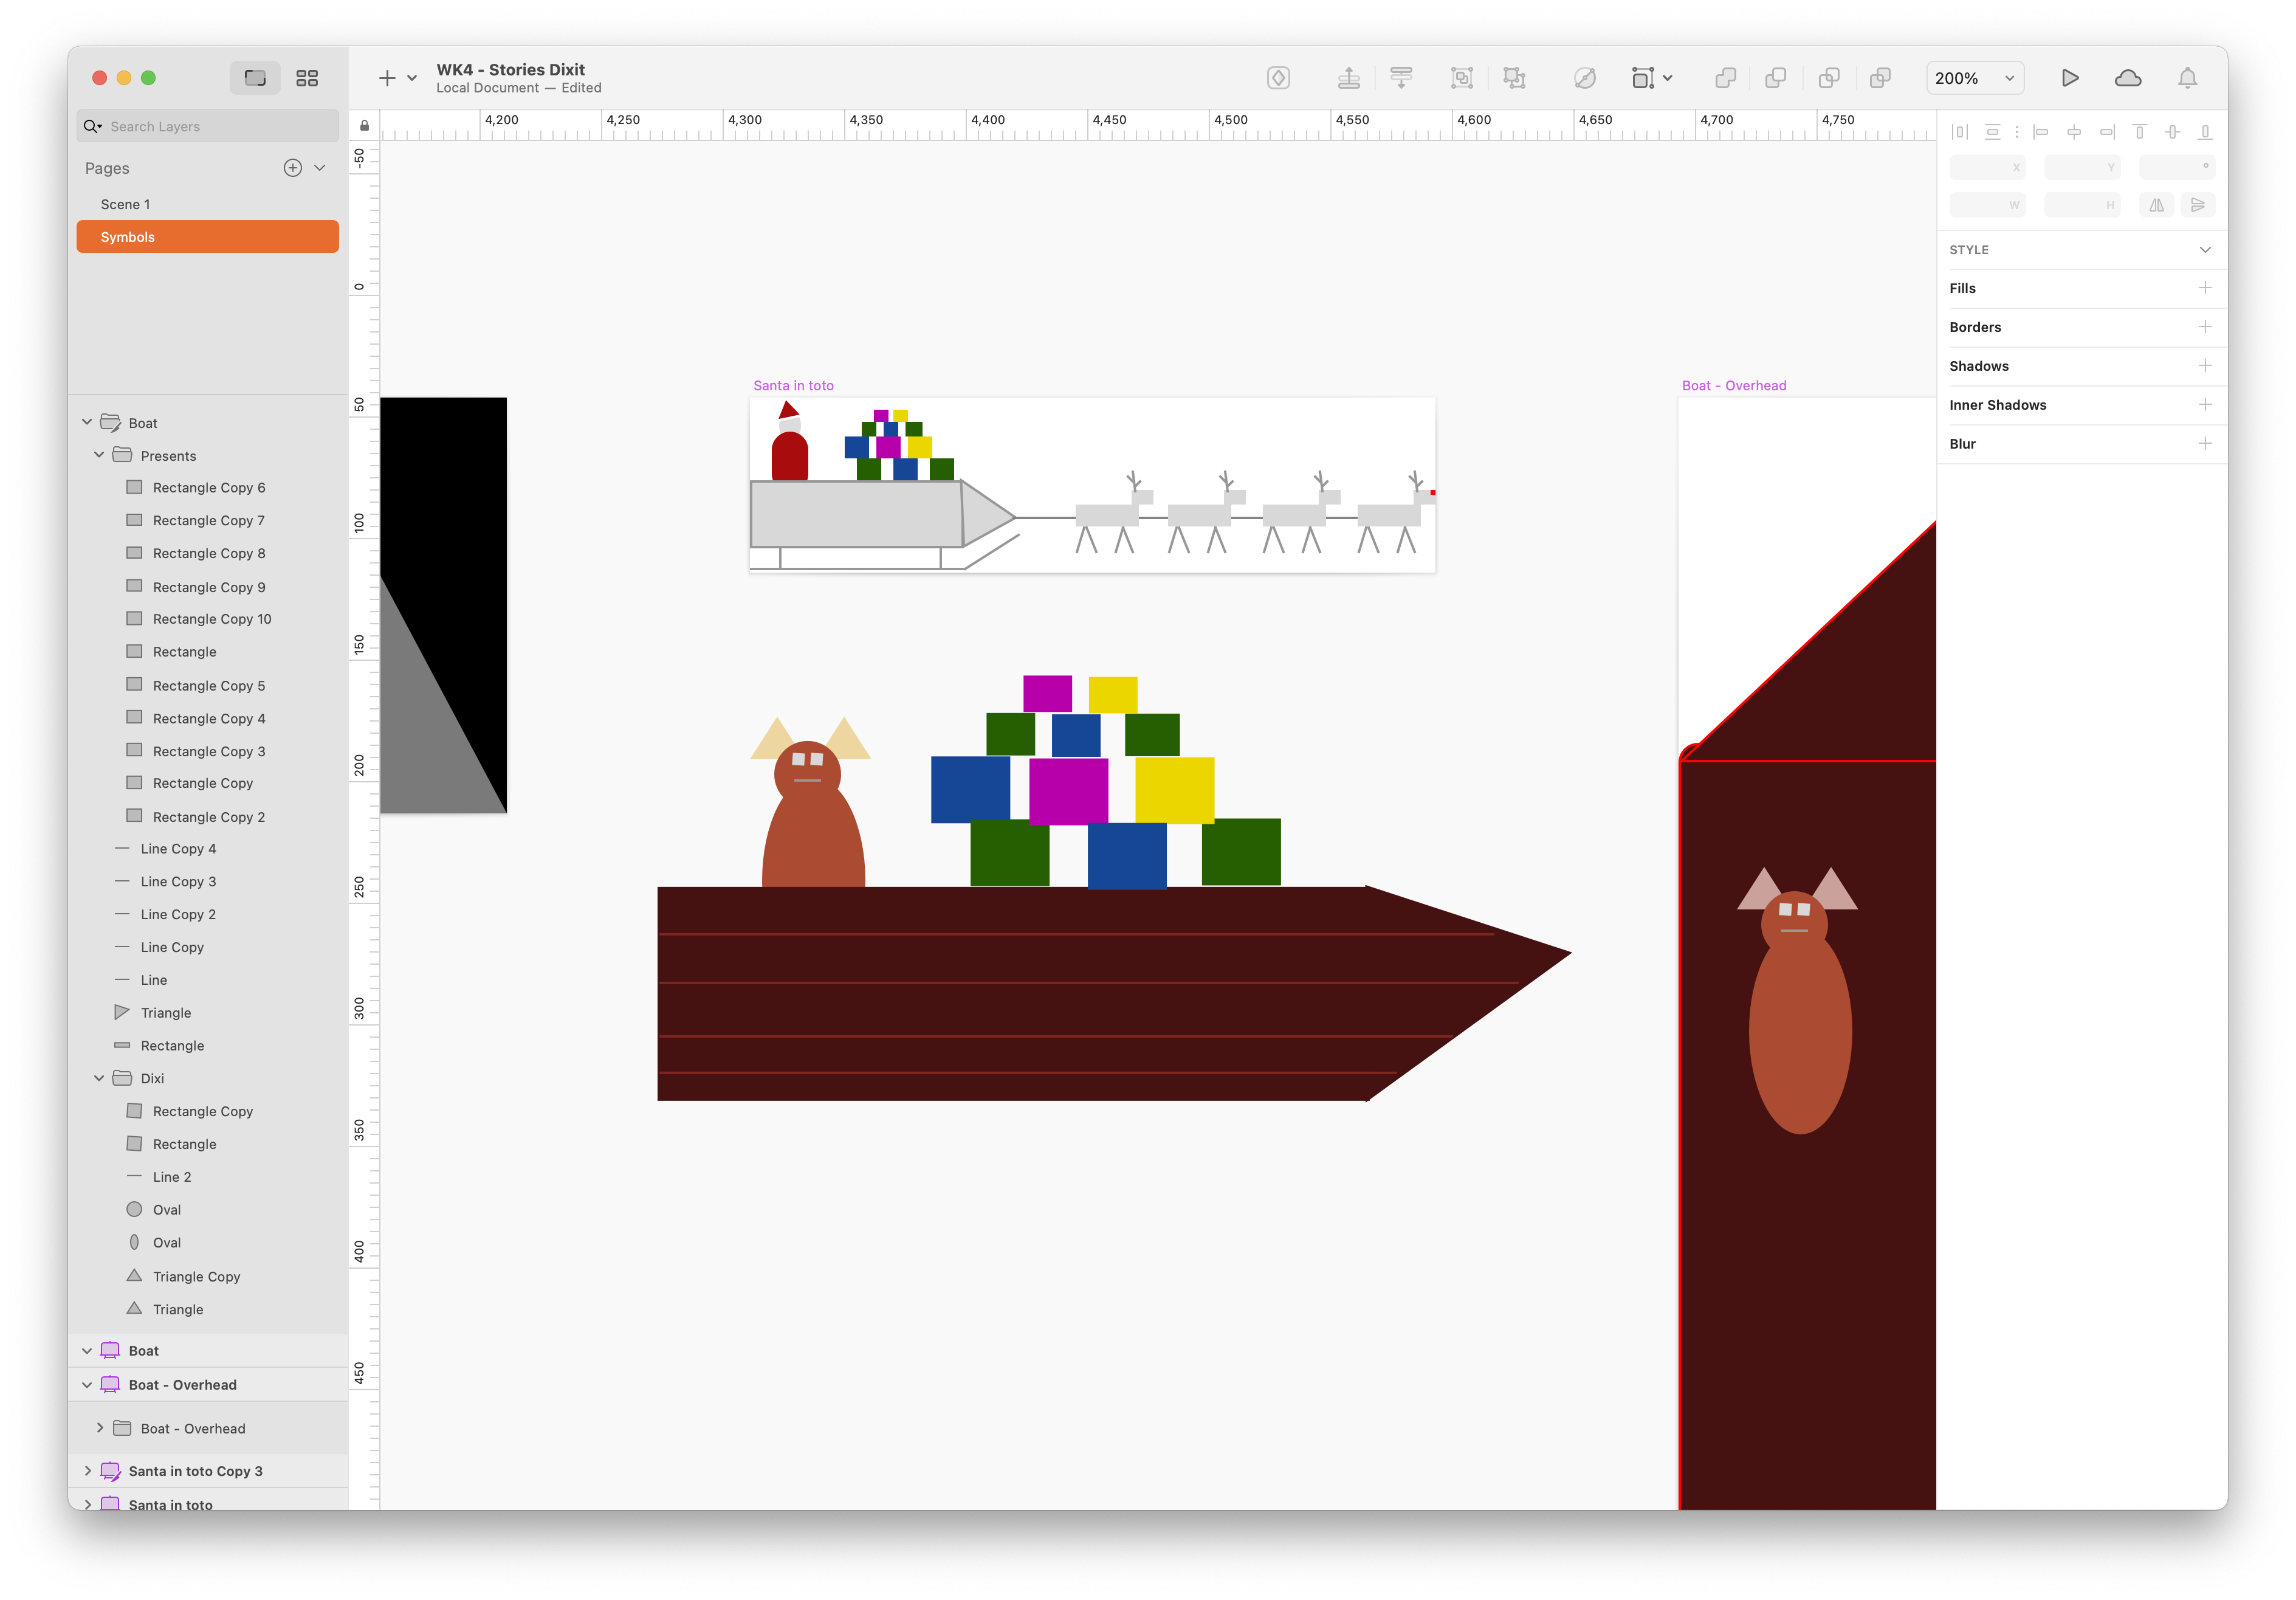 WK4 - Stories Dixit
Local Document — Edited
200%
Search Layers
Pages
Scene 1
Symbols
Boat
Presents
Rectangle Copy 6
Rectangle Copy 7
Rectangle Copy 8
Rectangle Copy 9
Rectangle Copy 10
Rectangle
Rectangle Copy 5
Rectangle Copy 4
Rectangle Copy 3
Rectangle Copy
Rectangle Copy 2
Line Copy 4
Line Copy 3
Line Copy 2
Line Copy
Line
Triangle
Rectangle
Dixi
Rectangle Copy
Rectangle
Line 2
Oval
Oval
Triangle Copy
Triangle
Boat
Boat - Overhead
Boat - Overhead
Santa in toto Copy 3
Santa in toto
4,200 4,250 4,300 4,350 4,400 4,450 4,500 4,550 4,600 4,650 4,700 4,750
-50
0
50
100
150
200
250
300
350
400
450
Santa in toto
Boat - Overhead
X Y °
W H
STYLE
Fills
Borders
Shadows
Inner Shadows
Blur